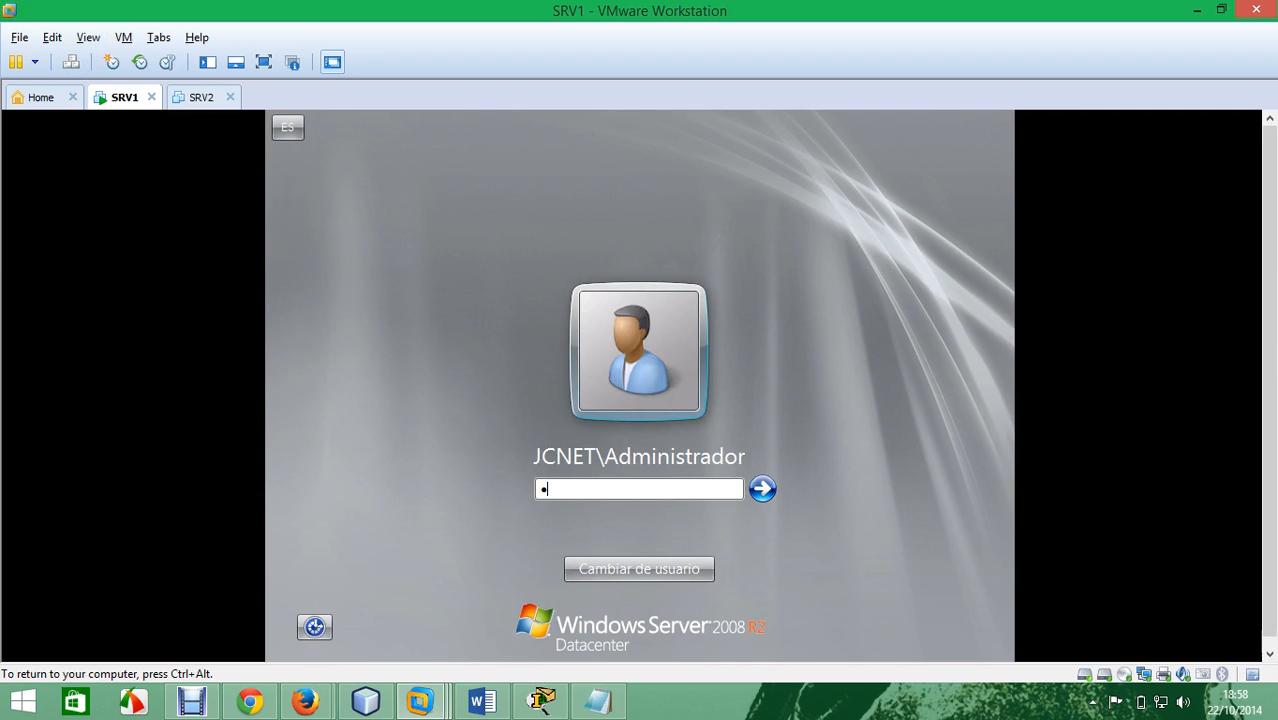 SRV1 - VMware Workstation
File Edit View VM Tabs Help
Home SRV1 SRV2
ES
JCNET\Administrador
Cambiar de usuario
Windows Server 2008 R2
Datacenter
To return to your computer, press Ctrl+Alt.
18:58
22/10/2014